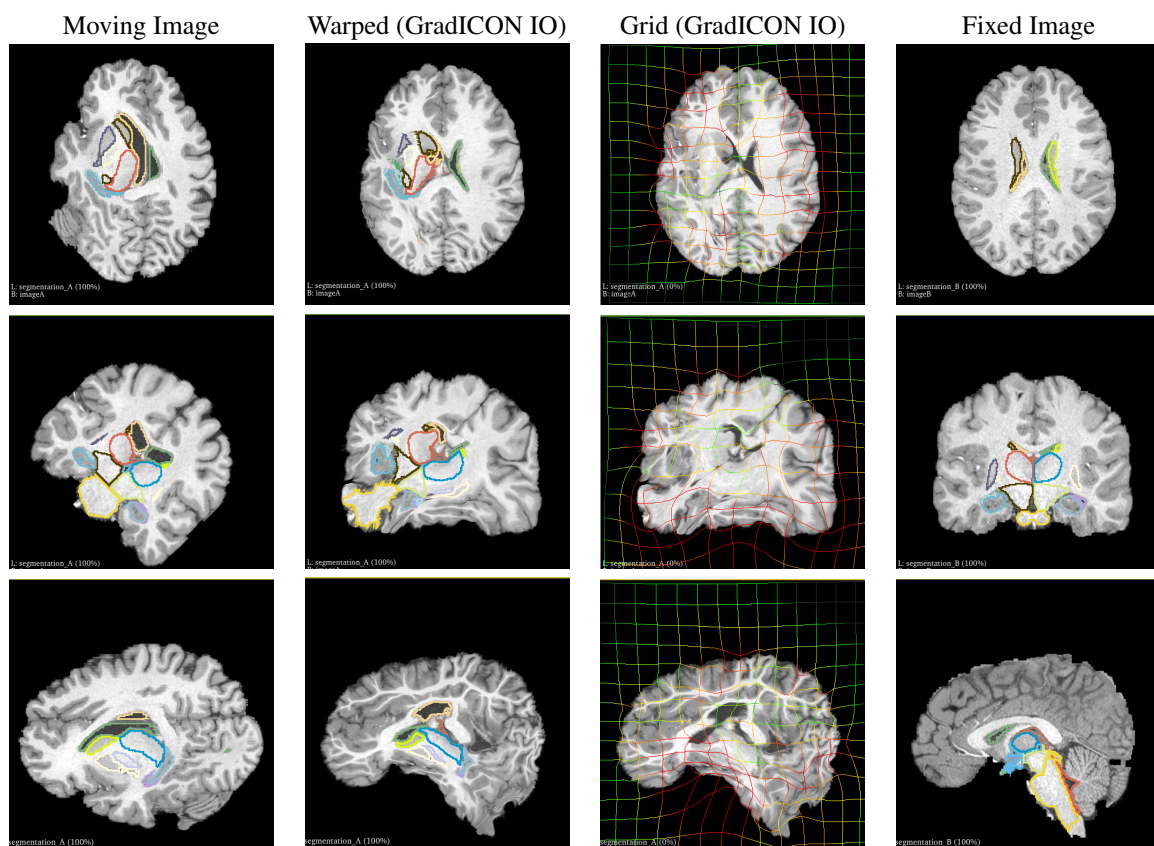 Moving Image
Warped (GradICON IO)
Grid (GradICON IO)
Fixed Image
L: segmentation_A (100%)
B: imageA
L: segmentation_A (100%)
B: imageA
L: segmentation_A (0%)
B: imageA
L: segmentation_B (100%)
B: imageB
L: segmentation_A (100%)
L: segmentation_A (100%)
L: segmentation_A (0%)
L: segmentation_B (100%)
segmentation_A (100%)
segmentation_A (100%)
segmentation_A (0%)
segmentation_B (100%)